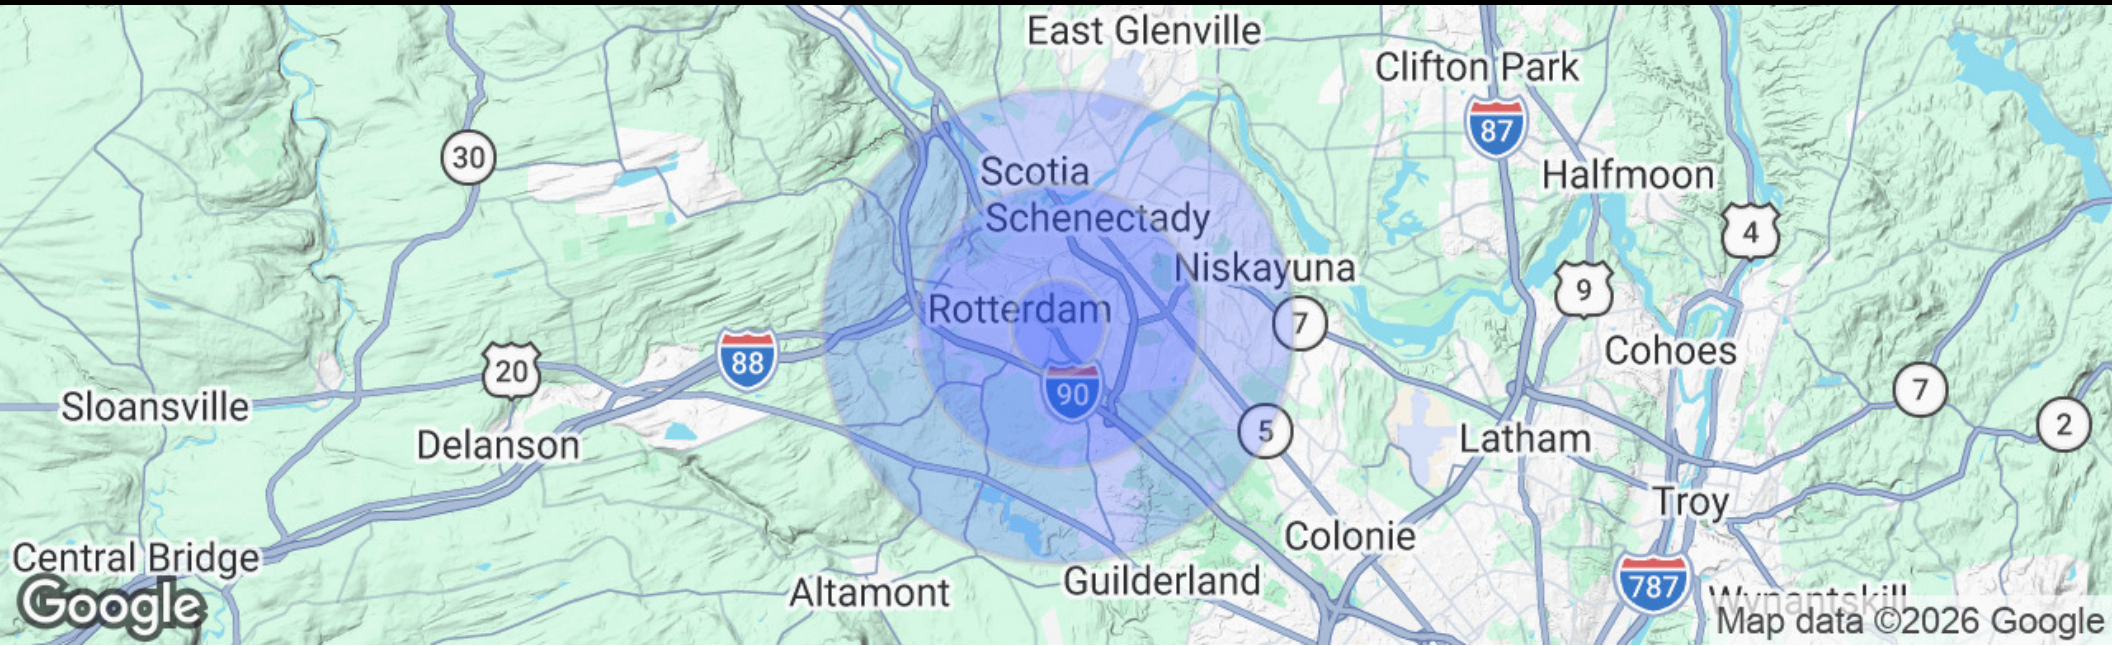 East Glenville
Clifton Park
87
30
Scotia
Halfmoon
Schenectady
4
Niskayuna
9
Rotterdam
7
88
20
Cohoes
90
7
Sloansville
5
2
Delanson
Latham
Troy
Colonie
Central Bridge
Guilderland
Altamont
787
Wynantskill
Google
Map data ©2026 Google